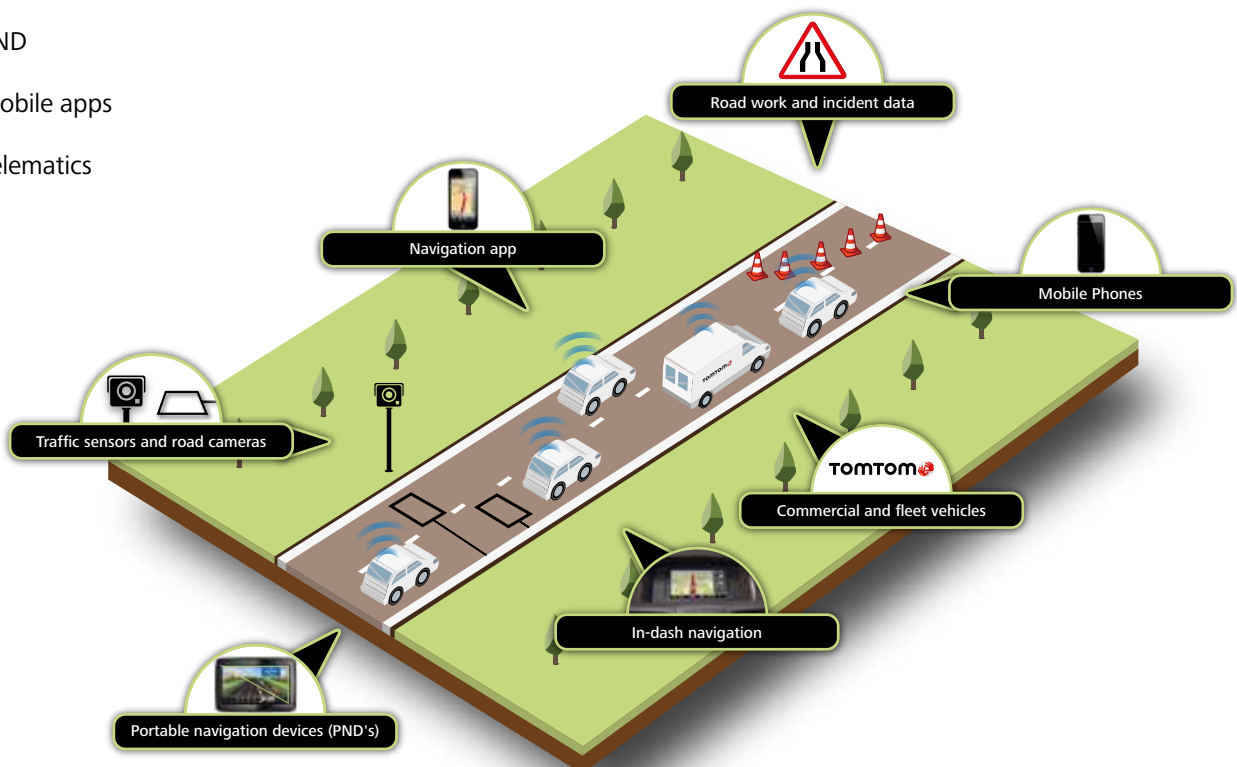 ND
obile apps
elematics
Road work and incident data
Navigation app
Mobile Phones
Traffic sensors and road cameras
TOMTOM
TOMTOM
Commercial and fleet vehicles
In-dash navigation
Portable navigation devices (PND's)